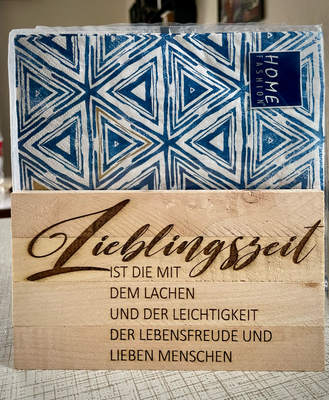 HOME
FASHION
Lieblingszeit
IST DIE MIT
DEM LACHEN
UND DER LEICHTIGKEIT
DER LEBENSFREUDE UND
LIEBEN MENSCHEN